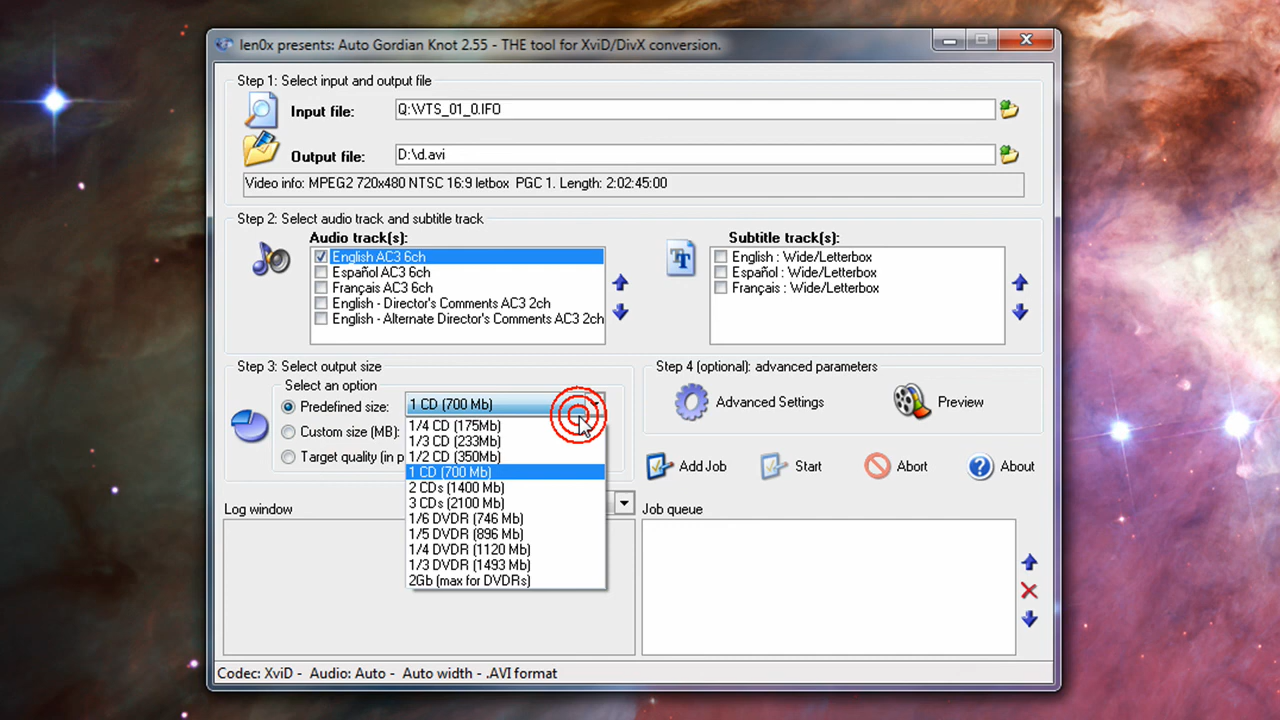 len0x presents: Auto Gordian Knot 2.55 - THE tool for XviD/DivX conversion.
Step 1: Select input and output file
Input file:
Q:\VTS_01_0.IFO
Output file:
D:\d.avi
Video info: MPEG2 720x480 NTSC 16:9 letbox PGC 1. Length: 2:02:45:00
Step 2: Select audio track and subtitle track
Audio track(s):
English AC3 6ch
Español AC3 6ch
Français AC3 6ch
English - Director's Comments AC3 2ch
English - Alternate Director's Comments AC3 2ch
Subtitle track(s):
English : Wide/Letterbox
Español : Wide/Letterbox
Français : Wide/Letterbox
Step 3: Select output size
Select an option
Predefined size:
1 CD (700 Mb)
Custom size (MB):
Target quality (in p
1/4 CD (175Mb)
1/3 CD (233Mb)
1/2 CD (350Mb)
1 CD (700 Mb)
2 CDs (1400 Mb)
3 CDs (2100 Mb)
1/6 DVDR (746 Mb)
1/5 DVDR (896 Mb)
1/4 DVDR (1120 Mb)
1/3 DVDR (1493 Mb)
2Gb (max for DVDRs)
Step 4 (optional): advanced parameters
Advanced Settings
Preview
Add Job
Start
Abort
About
Log window
Job queue
Codec: XviD - Audio: Auto - Auto width - .AVI format